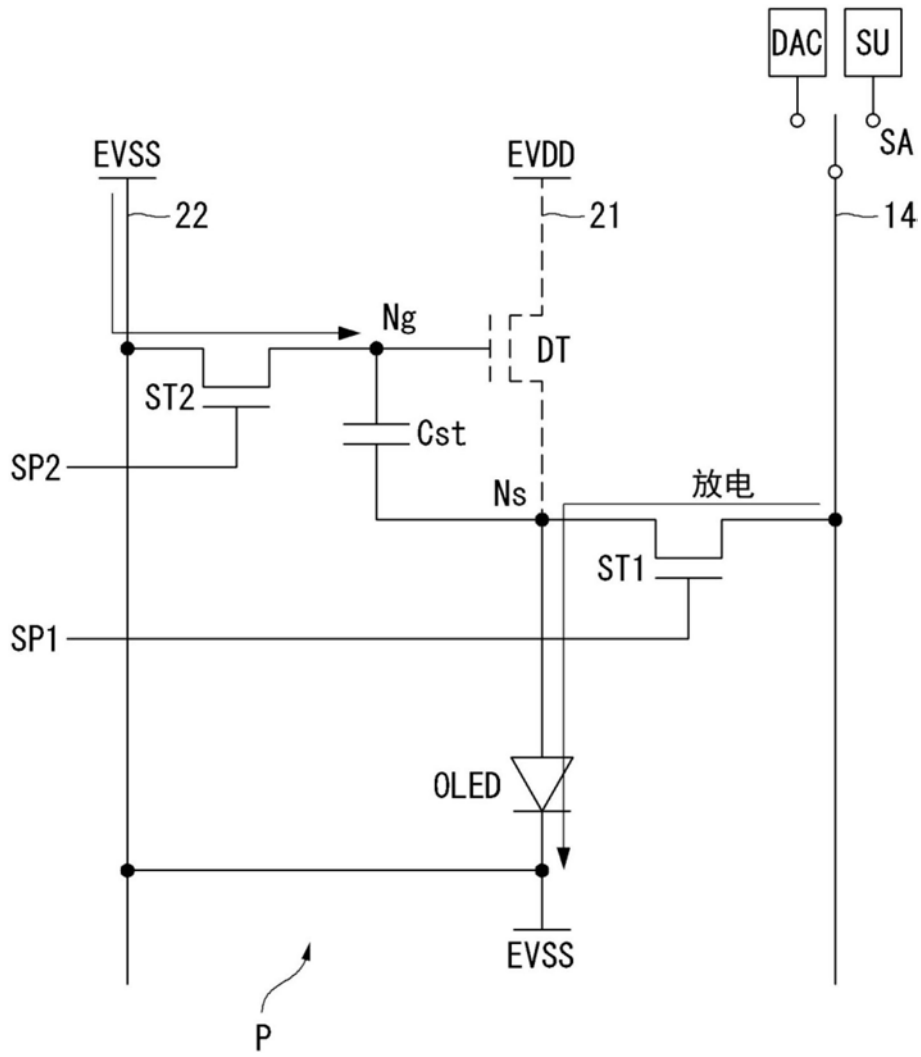 DAC SU
SA
EVSS EVDD
22 21 14
Ng
DT
ST2
Cst
SP2
Ns 放电
ST1
SP1
OLED
EVSS
P